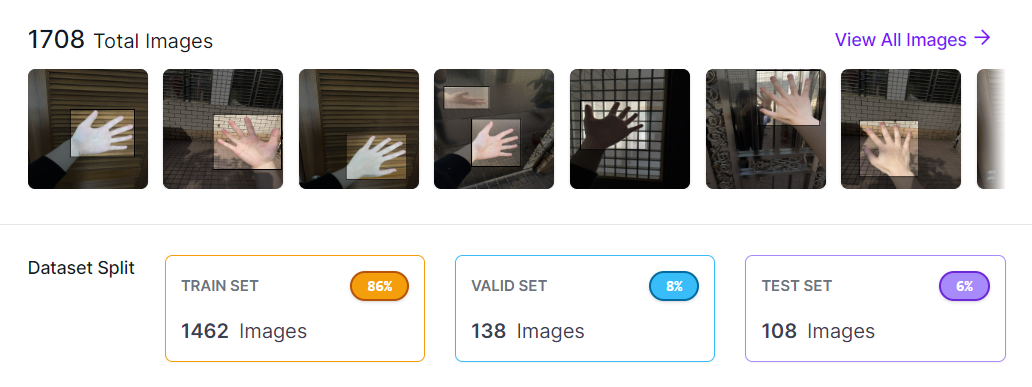 1708 Total Images
View All Images →
Dataset Split
TRAIN SET
86%
1462 Images
VALID SET
8%
138 Images
TEST SET
6%
108 Images